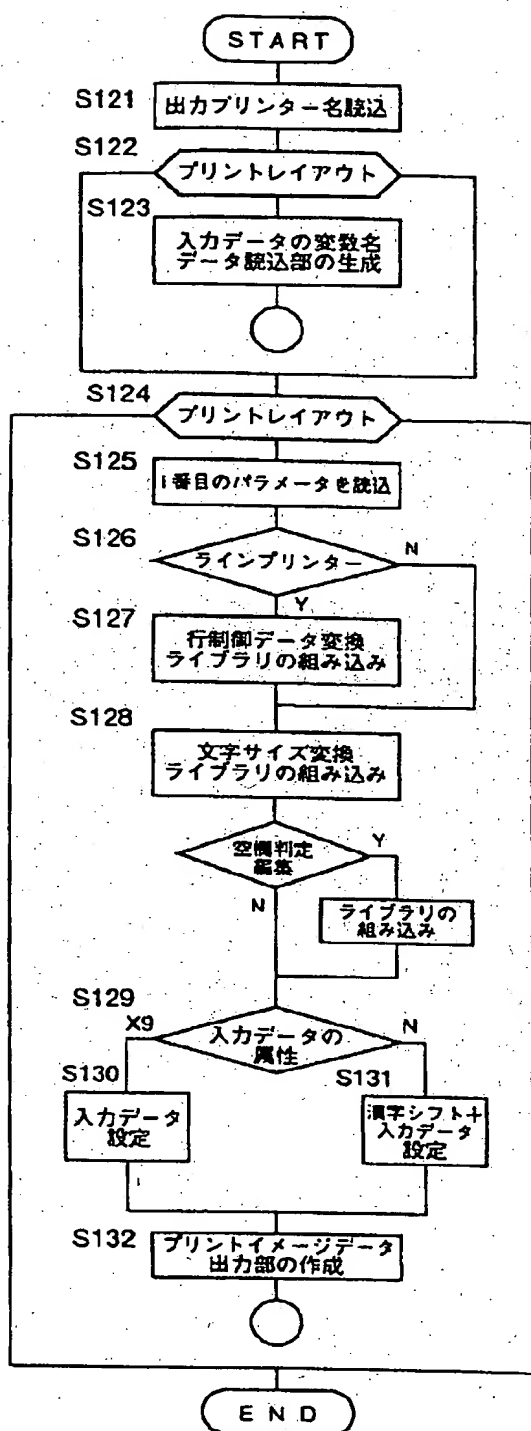 START
S121
出力プリンター名読込
S122
プリントレイアウト
S123
入力データの変数名
データ読込部の生成
S124
プリントレイアウト
S125
1番目のパラメータを読込
S126
ラインプリンター
N
Y
S127
行制御データ変換
ライブラリの組み込み
S128
文字サイズ変換
ライブラリの組み込み
空欄判定
編集
Y
N
ライブラリの
組み込み
S129
X9
入力データの
属性
N
S130
入力データ
設定
S131
漢字シフト+
入力データ
設定
S132
プリントイメージデータ
出力部の作成
END